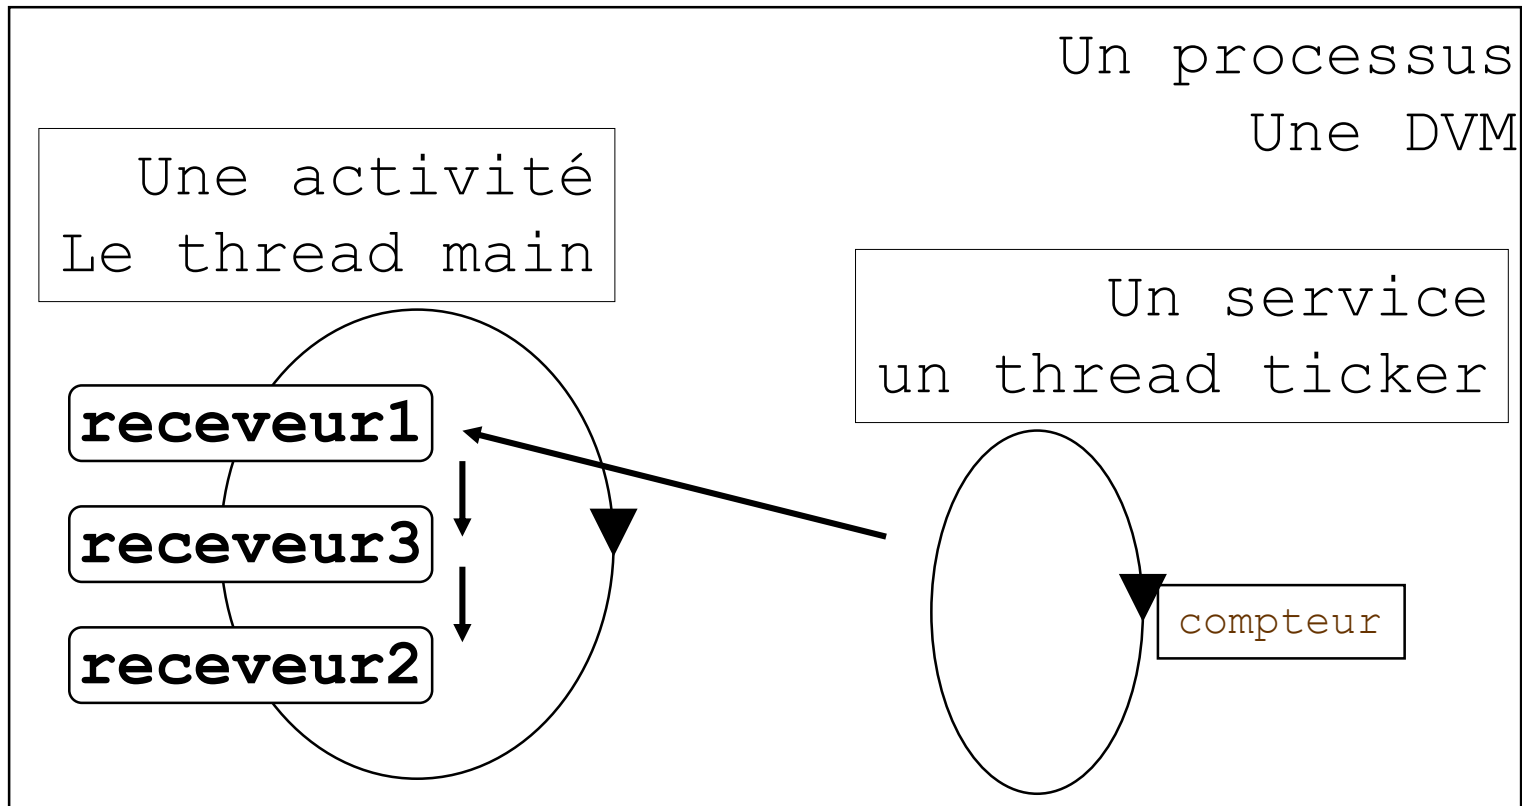 Un processus
Une DVM
Une activité
Le thread main
Un service
un thread ticker
receveur1
receveur3
receveur2
compteur